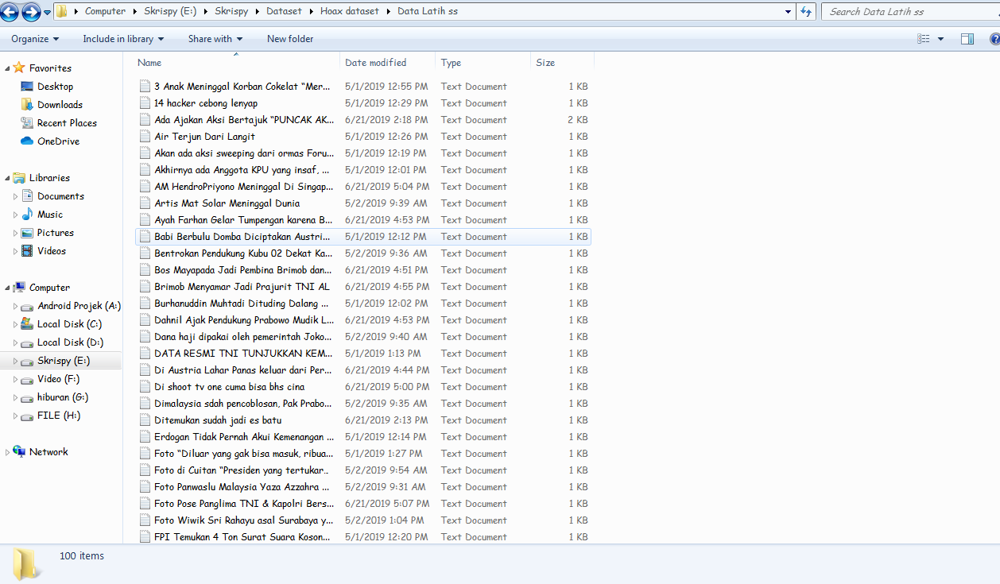 Computer Skrispy (E:) Skrispy Dataset Hoax dataset Data Latih ss Search Data Latih ss
Organize Include in library Share with New folder
Favorites
Desktop
Downloads
Recent Places
OneDrive
Libraries
Documents
Music
Pictures
Videos
Computer
Android Projek (A:)
Local Disk (C:)
Local Disk (D:)
Skrispy (E:)
Video (F:)
hiburan (G:)
FILE (H:)
Network
Name Date modified Type Size
3 Anak Meninggal Korban Cokelat “Mer... 5/1/2019 12:55 PM Text Document 1 KB
14 hacker cebong lenyap 5/1/2019 12:29 PM Text Document 1 KB
Ada Ajakan Aksi Bertajuk “PUNCAK AK... 6/21/2019 2:18 PM Text Document 2 KB
Air Terjun Dari Langit 5/1/2019 12:26 PM Text Document 1 KB
Akan ada aksi sweeping dari ormas Foru... 5/1/2019 12:19 PM Text Document 1 KB
Akhirnya ada Anggota KPU yang insaf, ... 5/1/2019 12:01 PM Text Document 1 KB
AM HendroPriyono Meninggal Di Singap... 6/21/2019 5:04 PM Text Document 1 KB
Artis Mat Solar Meninggal Dunia 5/2/2019 9:39 AM Text Document 1 KB
Ayah Farhan Gelar Tumpengan karena B... 6/21/2019 4:53 PM Text Document 1 KB
Babi Berbulu Domba Diciptakan Austri... 5/1/2019 12:12 PM Text Document 1 KB
Bentrokan Pendukung Kubu 02 Dekat Ka... 5/2/2019 9:36 AM Text Document 1 KB
Bos Mayapada Jadi Pembina Brimob dan... 6/21/2019 4:51 PM Text Document 1 KB
Brimob Menyamar Jadi Prajurit TNI AL 6/21/2019 4:55 PM Text Document 1 KB
Burhanuddin Muhtadi Dituding Dalang ... 5/1/2019 12:02 PM Text Document 1 KB
Dahnil Ajak Pendukung Prabowo Mudik L... 6/21/2019 4:53 PM Text Document 1 KB
Dana haji dipakai oleh pemerintah Joko... 5/2/2019 9:40 AM Text Document 1 KB
DATA RESMI TNI TUNJUKKAN KEM... 5/1/2019 1:13 PM Text Document 1 KB
Di Austria Lahar Panas keluar dari Per... 6/21/2019 4:44 PM Text Document 1 KB
Di shoot tv one cuma bisa bhs cina 6/21/2019 5:00 PM Text Document 1 KB
Dimalaysia sdah pencoblosan, Pak Prabo... 5/2/2019 9:35 AM Text Document 1 KB
Ditemukan sudah jadi es batu 6/21/2019 2:13 PM Text Document 1 KB
Erdogan Tidak Pernah Akui Kemenangan ... 5/1/2019 12:14 PM Text Document 1 KB
Foto “Diluar yang gak bisa masuk, ribua... 5/1/2019 1:27 PM Text Document 1 KB
Foto di Cuitan “Presiden yang tertukar.. 5/2/2019 9:54 AM Text Document 1 KB
Foto Panwaslu Malaysia Yaza Azzahra ... 5/2/2019 9:31 AM Text Document 1 KB
Foto Pose Panglima TNI & Kapolri Bers... 6/21/2019 5:07 PM Text Document 1 KB
Foto Wiwik Sri Rahayu asal Surabaya y... 5/2/2019 1:04 PM Text Document 1 KB
FPI Temukan 4 Ton Surat Suara Koson... 5/1/2019 12:20 PM Text Document 1 KB
100 items